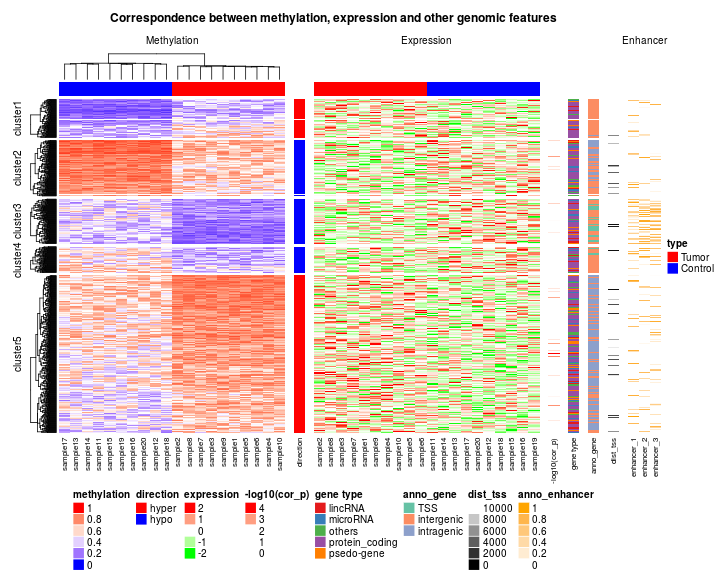 Correspondence between methylation, expression and other genomic features
Methylation
Expression
Enhancer
cluster1
cluster2
cluster3
cluster4
cluster5
type
Tumor
Control
sample17
sample13
sample14
sample11
sample15
sample19
sample16
sample20
sample12
sample18
sample2
sample8
sample7
sample3
sample9
sample1
sample5
sample6
sample4
sample10
direction
sample2
sample8
sample3
sample7
sample1
sample9
sample4
sample10
sample5
sample6
sample11
sample14
sample13
sample17
sample20
sample12
sample18
sample15
sample16
sample19
-log10(cor_p)
gene type
anno_gene
dist_tss
enhancer_1
enhancer_2
enhancer_3
methylation
1
0.8
0.6
0.4
0.2
0
direction
hyper
hypo
expression
2
1
0
-1
-2
-log10(cor_p)
4
3
2
1
0
gene type
lincRNA
microRNA
others
protein_coding
psedo-gene
anno_gene
TSS
intergenic
intragenic
dist_tss
10000
8000
6000
4000
2000
0
anno_enhancer
1
0.8
0.6
0.4
0.2
0